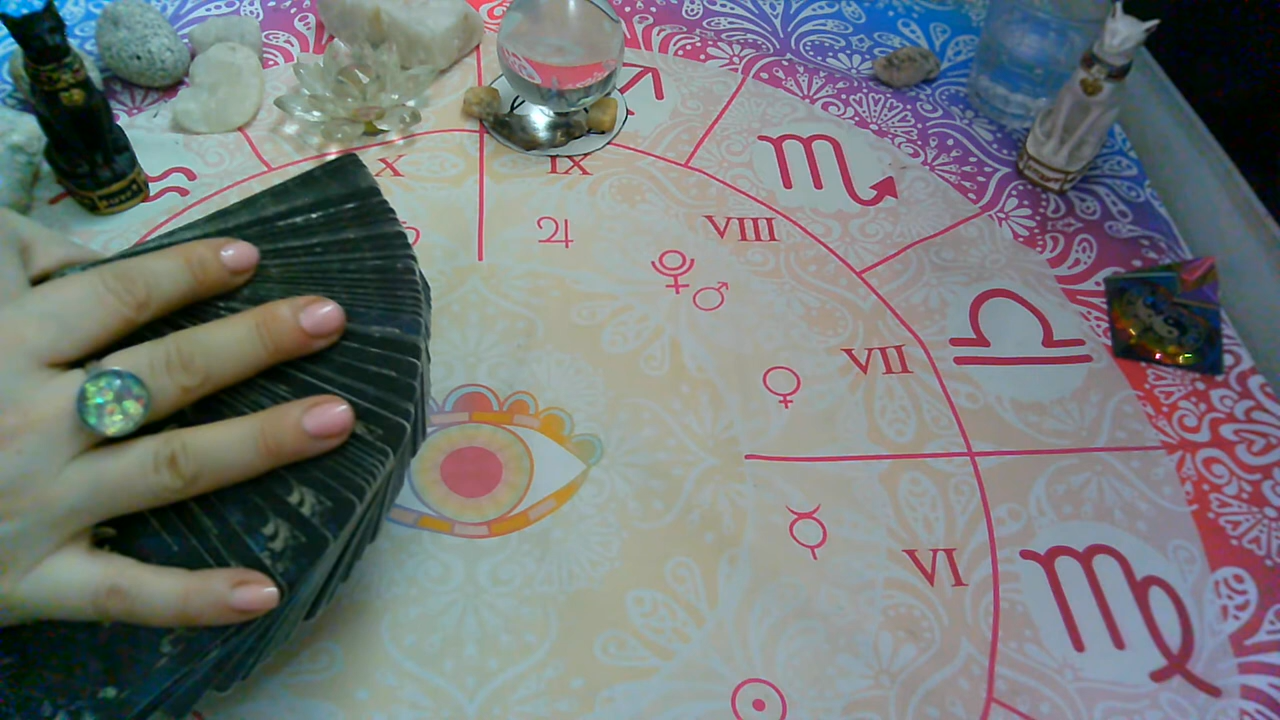 X IX
♃ VIII
♇ ♂
♀ VII
☿ VI
☉